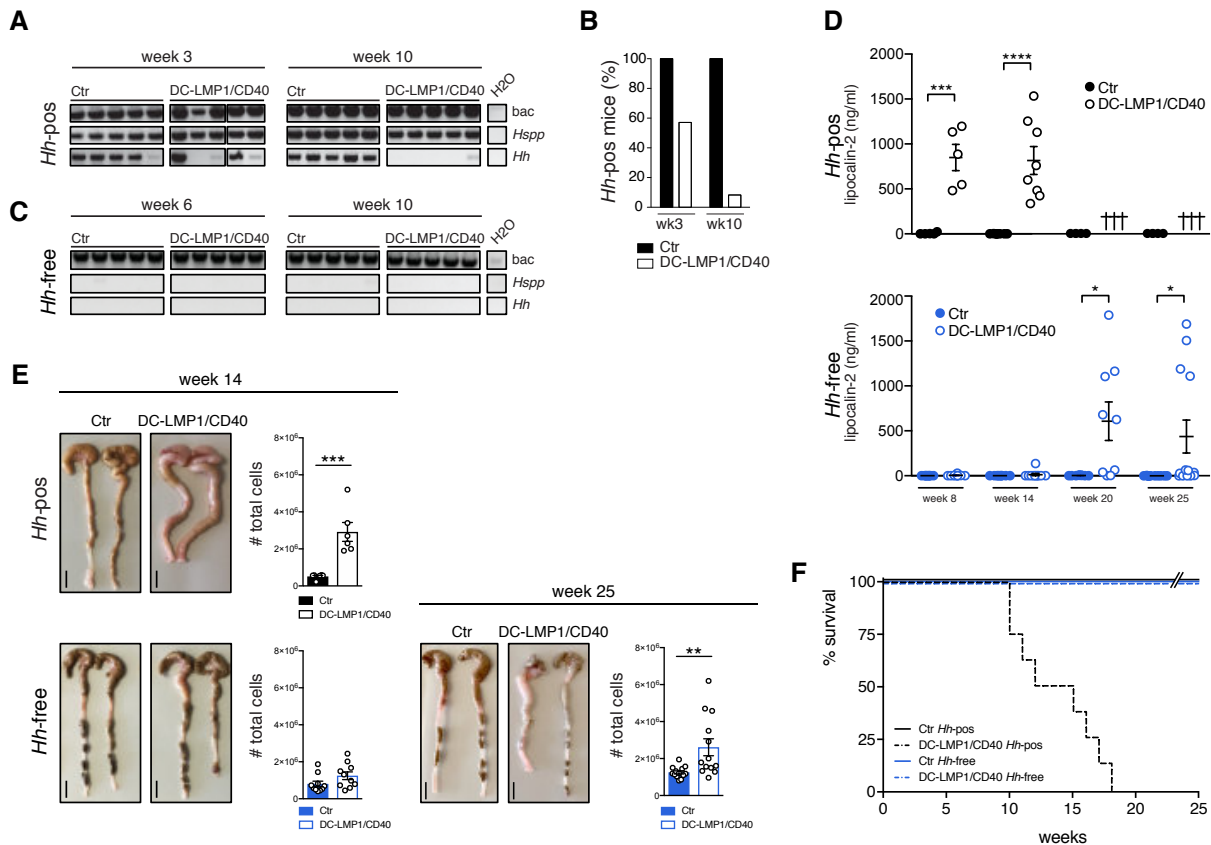 A
week 3
week 10
Ctr
DC-LMP1/CD40
Ctr
DC-LMP1/CD40
H2O
Hh-pos
bac
Hspp
Hh
B
Hh-pos mice (%)
100
80
60
40
20
0
wk3
wk10
Ctr
DC-LMP1/CD40
C
week 6
week 10
Ctr
DC-LMP1/CD40
Ctr
DC-LMP1/CD40
H2O
Hh-free
bac
Hspp
Hh
D
Hh-pos
lipocalin-2 (ng/ml)
2000
1500
1000
500
0
***
****
Ctr
DC-LMP1/CD40
†††
†††
Hh-free
lipocalin-2 (ng/ml)
2000
1500
1000
500
0
Ctr
DC-LMP1/CD40
*
*
week 8
week 14
week 20
week 25
E
week 14
Ctr
DC-LMP1/CD40
Hh-pos
# total cells
8×10⁶
6×10⁶
4×10⁶
2×10⁶
0
***
Ctr
DC-LMP1/CD40
Hh-free
# total cells
8×10⁶
6×10⁶
4×10⁶
2×10⁶
0
Ctr
DC-LMP1/CD40
week 25
Ctr
DC-LMP1/CD40
# total cells
8×10⁶
6×10⁶
4×10⁶
2×10⁶
0
**
Ctr
DC-LMP1/CD40
F
% survival
100
75
50
25
0
Ctr Hh-pos
DC-LMP1/CD40 Hh-pos
Ctr Hh-free
DC-LMP1/CD40 Hh-free
0
5
10
15
20
25
weeks